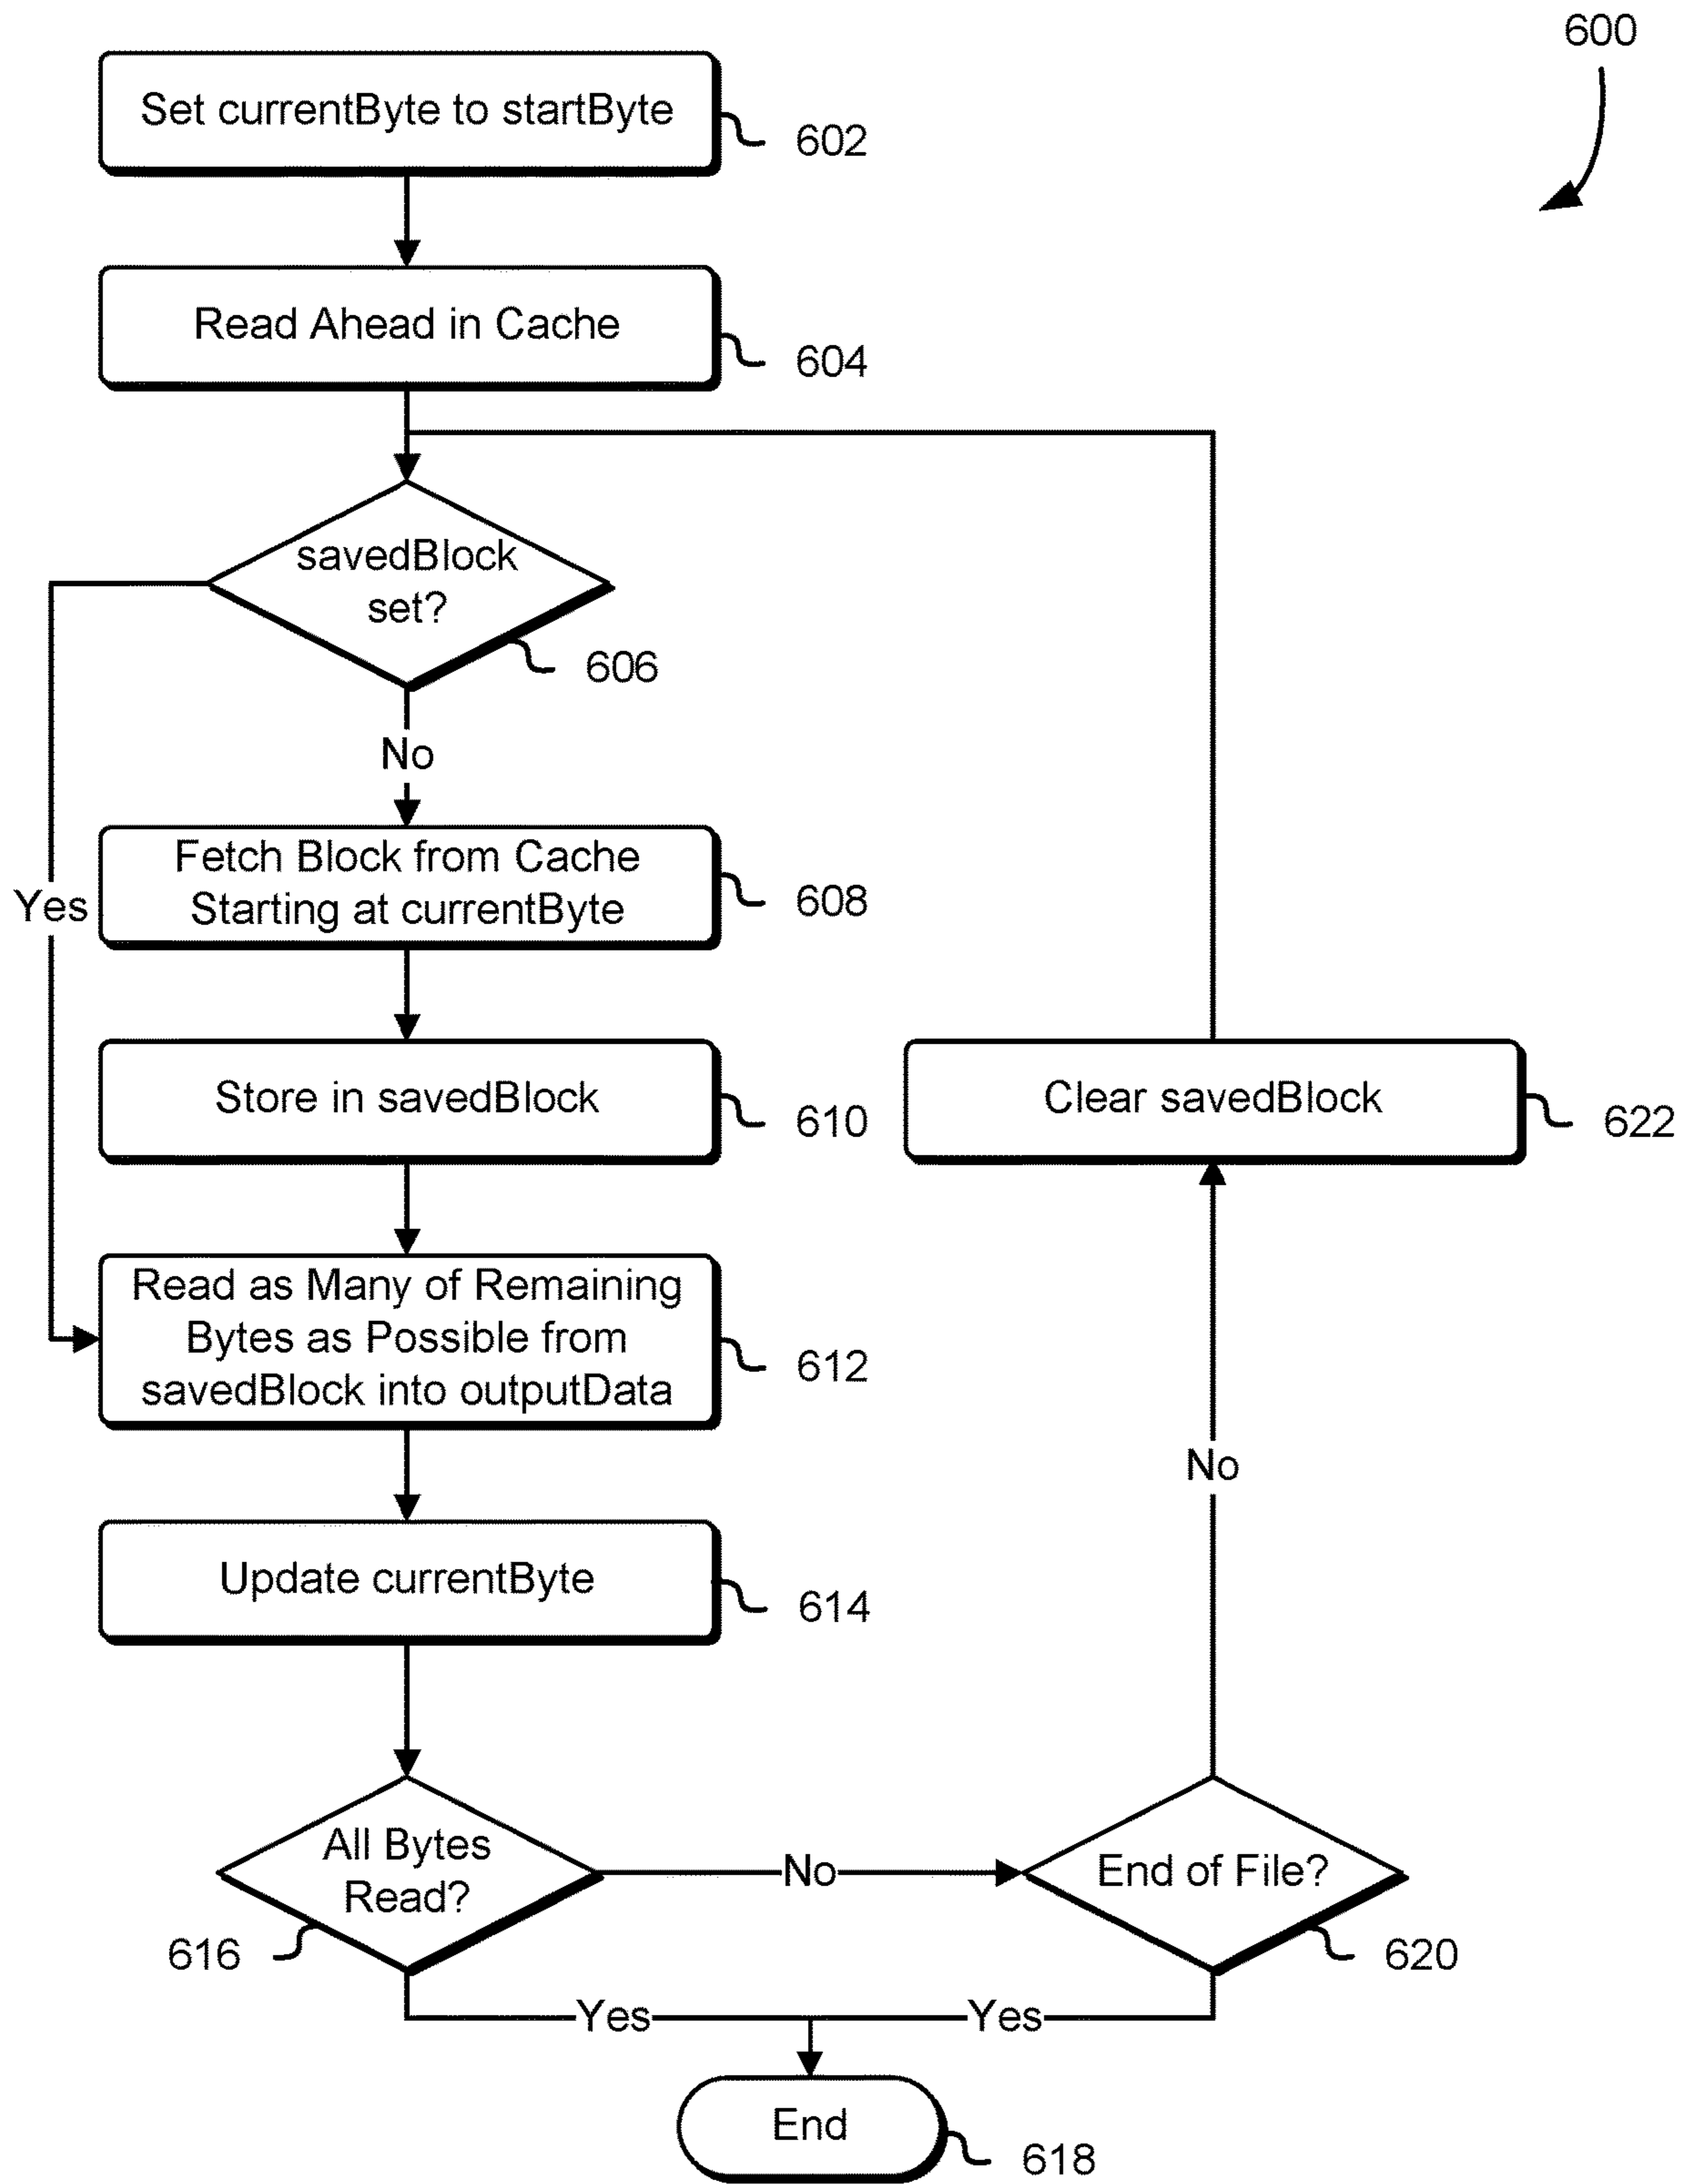 600
Set currentByte to startByte
602
Read Ahead in Cache
604
savedBlock
set?
606
No
Fetch Block from Cache
Starting at currentByte
608
Yes
Store in savedBlock
610
Clear savedBlock
622
Read as Many of Remaining
Bytes as Possible from
savedBlock into outputData
612
No
Update currentByte
614
All Bytes
Read?
616
No
End of File?
620
Yes
Yes
End
618